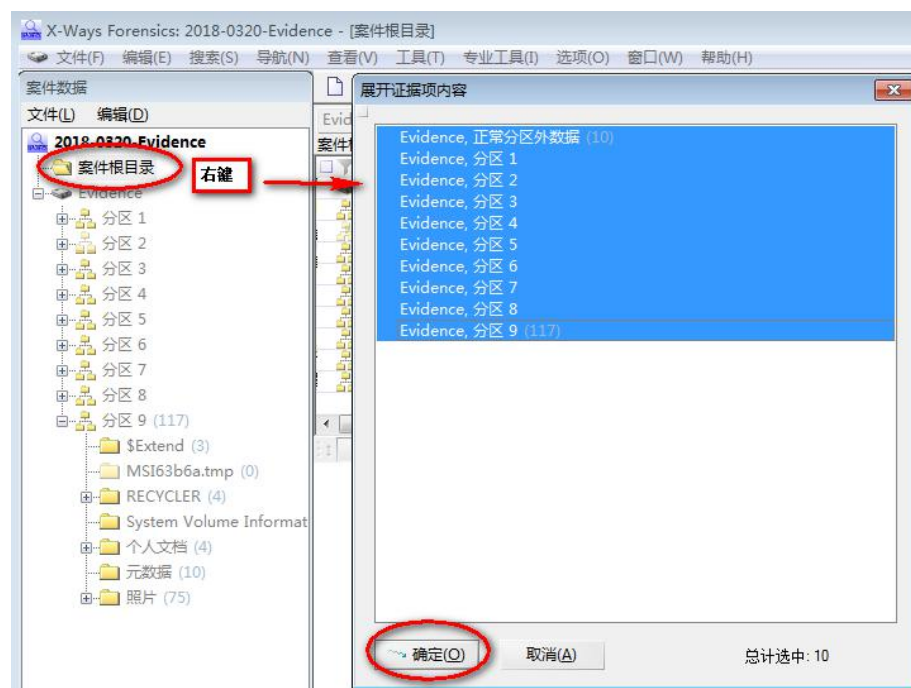 X-Ways Forensics: 2018-0320-Evidence - [案件根目录]
文件(F) 编辑(E) 搜索(S) 导航(N) 查看(V) 工具(T) 专业工具(I) 选项(O) 窗口(W) 帮助(H)
案件数据
文件(L) 编辑(D)
2018-0320-Evidence
案件根目录
右键
Evidence
分区 1
分区 2
分区 3
分区 4
分区 5
分区 6
分区 7
分区 8
分区 9 (117)
$Extend (3)
MSI63b6a.tmp (0)
RECYCLER (4)
System Volume Informat
个人文档 (4)
元数据 (10)
照片 (75)
Evid
案件
展开证据项内容
Evidence, 正常分区外数据 (10)
Evidence, 分区 1
Evidence, 分区 2
Evidence, 分区 3
Evidence, 分区 4
Evidence, 分区 5
Evidence, 分区 6
Evidence, 分区 7
Evidence, 分区 8
Evidence, 分区 9 (117)
确定(O) 取消(A) 总计选中: 10